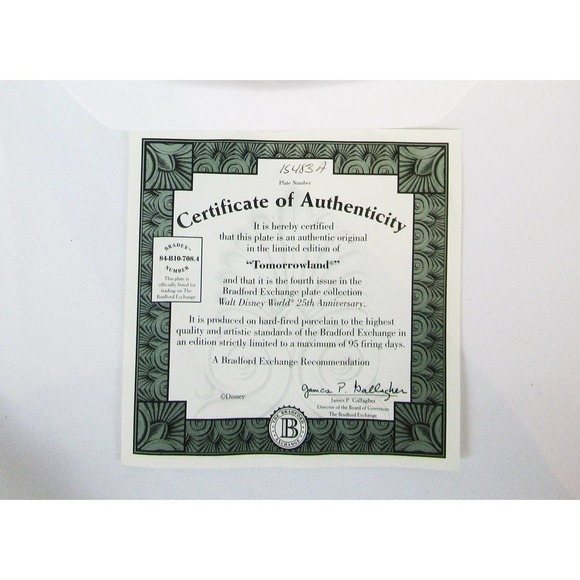 15483A
Plate Number
Certificate of Authenticity
It is hereby certified
that this plate is an authentic original
in the limited edition of
“Tomorrowland®”
and that it is the fourth issue in the
Bradford Exchange plate collection
Walt Disney World® 25th Anniversary.
BRADEX™
84-B10-708.4
NUMBER
This plate is
officially listed for
trading on The
Bradford Exchange
It is produced on hard-fired porcelain to the highest
quality and artistic standards of the Bradford Exchange in
an edition strictly limited to a maximum of 95 firing days.
A Bradford Exchange Recommendation
©Disney
James P. Gallagher
James P. Gallagher
Director of the Board of Governors
The Bradford Exchange
THE BRADFORD
B
EXCHANGE